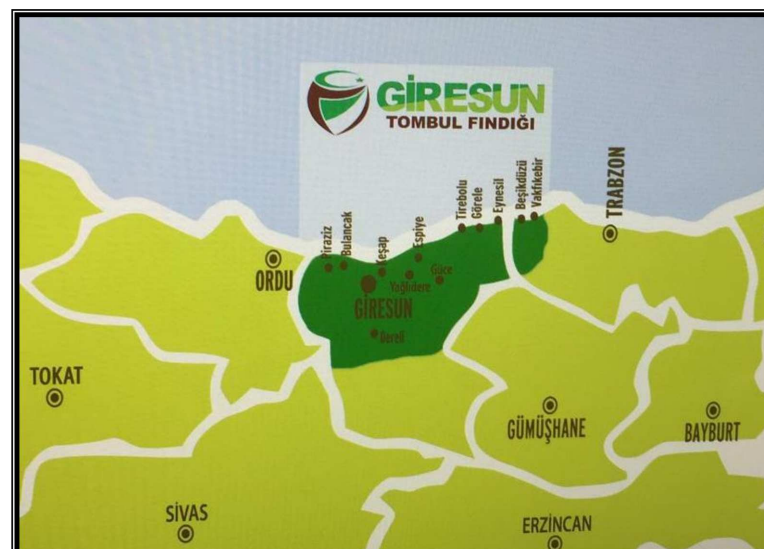 GİRESUN
TOMBUL FINDIĞI
Piraziz
Bulancak
Keşap
Espiye
Tirebolu
Görele
Eynesil
Beşikdüzü
Vakfıkebir
TRABZON
ORDU
Yağlıdere
Güce
GİRESUN
Dereli
TOKAT
GÜMÜŞHANE
BAYBURT
SİVAS
ERZİNCAN